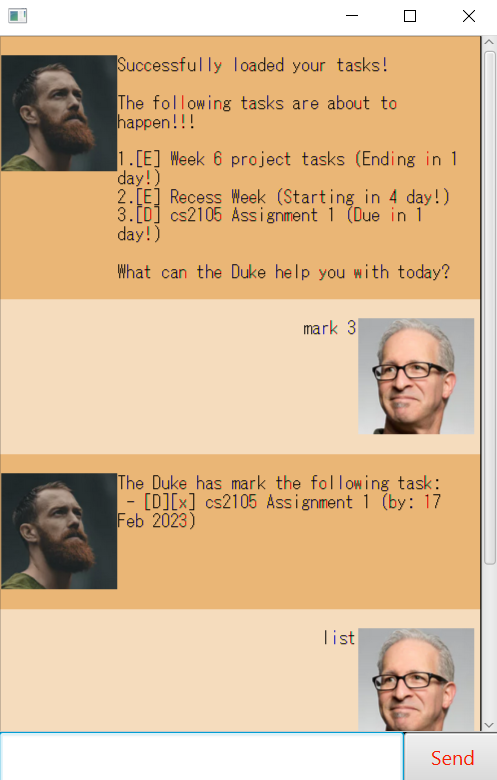 Successfully loaded your tasks!
The following tasks are about to
happen!!!
1.[E] Week 6 project tasks (Ending in 1
day!)
2.[E] Recess Week (Starting in 4 day!)
3.[D] cs2105 Assignment 1 (Due in 1
day!)
What can the Duke help you with today?
mark 3
The Duke has mark the following task:
- [D][x] cs2105 Assignment 1 (by: 17
Feb 2023)
list
Send